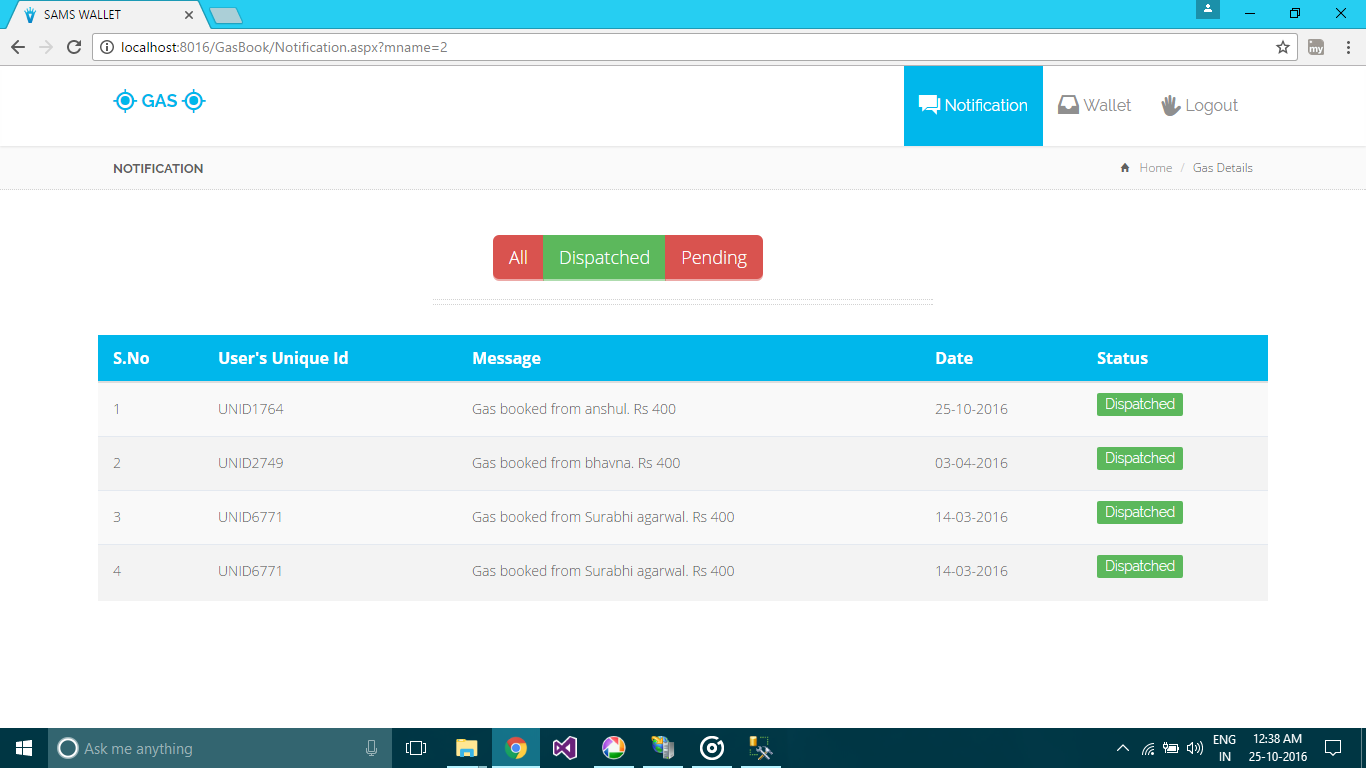 SAMS WALLET
localhost:8016/GasBook/Notification.aspx?mname=2
my
GAS
Notification Wallet Logout
NOTIFICATION
Home / Gas Details
All Dispatched Pending
S.No User's Unique Id Message Date Status
1 UNID1764 Gas booked from anshul. Rs 400 25-10-2016 Dispatched
2 UNID2749 Gas booked from bhavna. Rs 400 03-04-2016 Dispatched
3 UNID6771 Gas booked from Surabhi agarwal. Rs 400 14-03-2016 Dispatched
4 UNID6771 Gas booked from Surabhi agarwal. Rs 400 14-03-2016 Dispatched
Ask me anything
ENG 12:38 AM
IN 25-10-2016